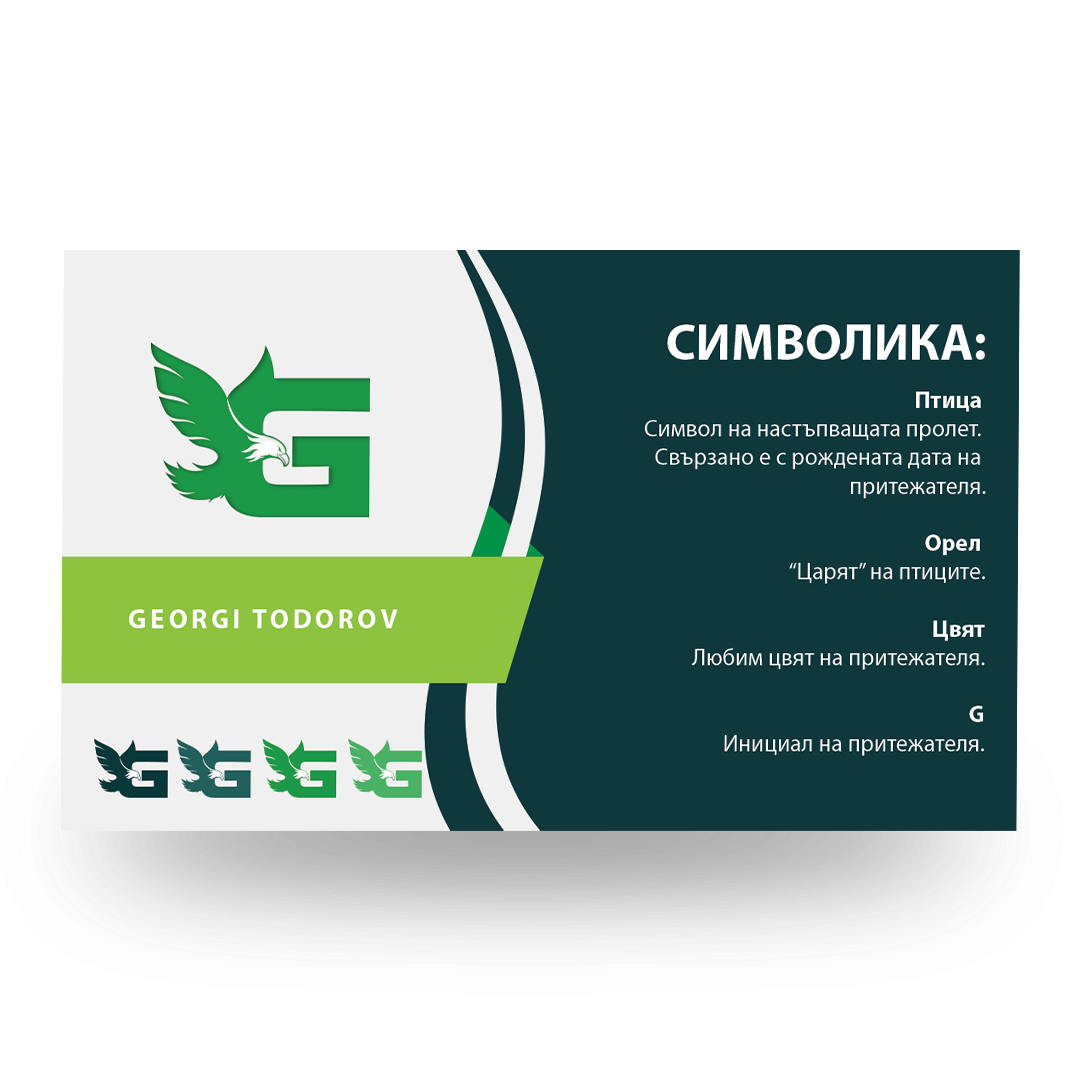 GEORGI TODOROV
СИМВОЛИКА:
Птица
Символ на настъпващата пролет.
Свързано е с рождената дата на
притежателя.
Орел
“Царят” на птиците.
Цвят
Любим цвят на притежателя.
G
Инициал на притежателя.